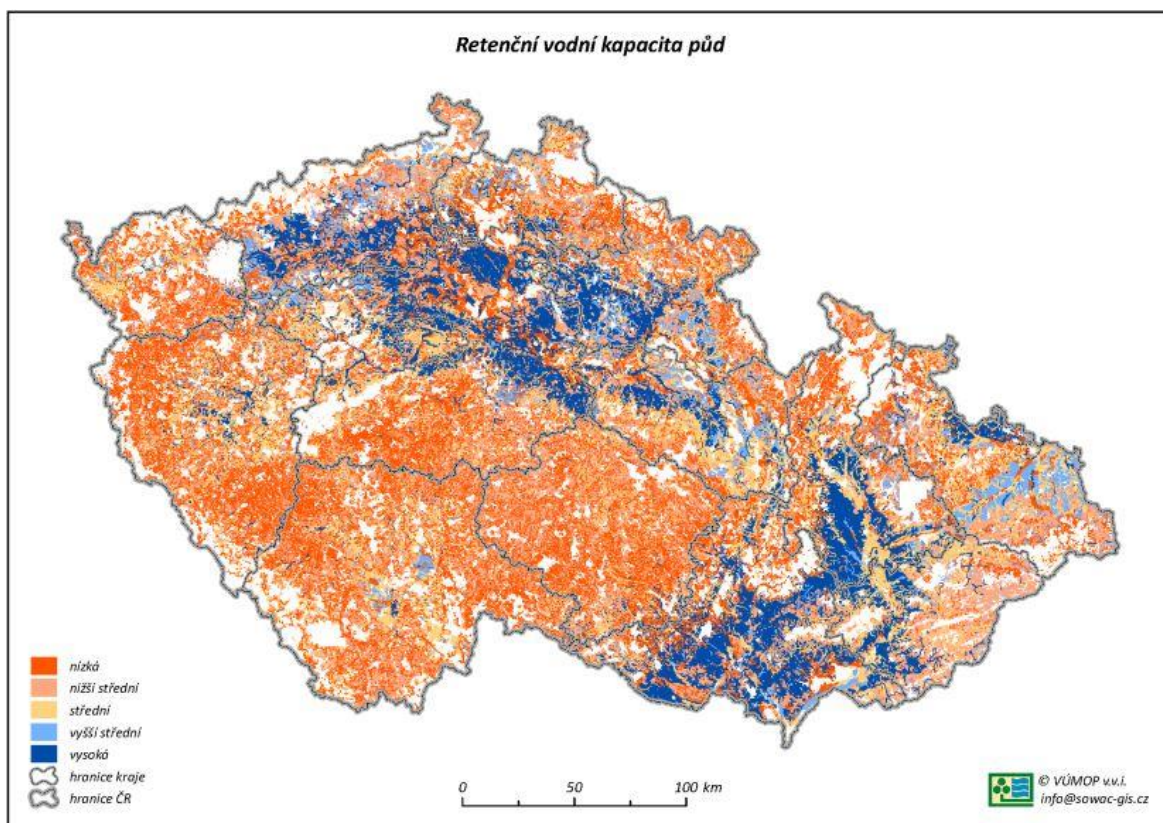 Retenční vodní kapacita půd
nízká
nižší střední
střední
vyšší střední
vysoká
hranice kraje
hranice ČR
0 50 100 km
© VÚMOP v.v.i.
info@sowac-gis.cz